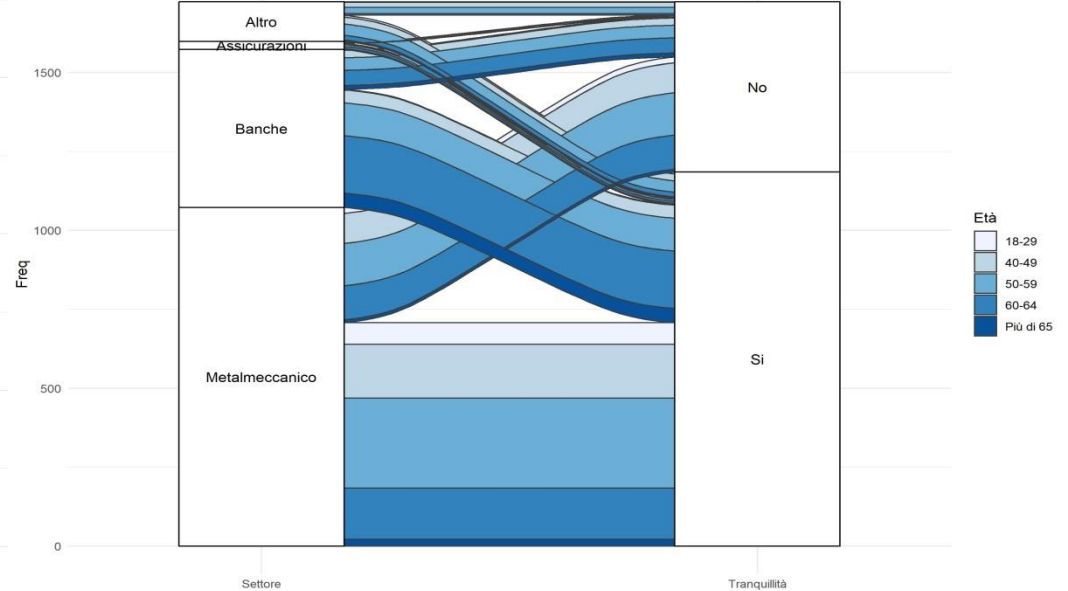 Altro
Assicurazioni
Banche
Metalmeccanico
No
Si
1500
1000
500
0
Freq
Settore
Tranquillità
Età
18-29
40-49
50-59
60-64
Più di 65